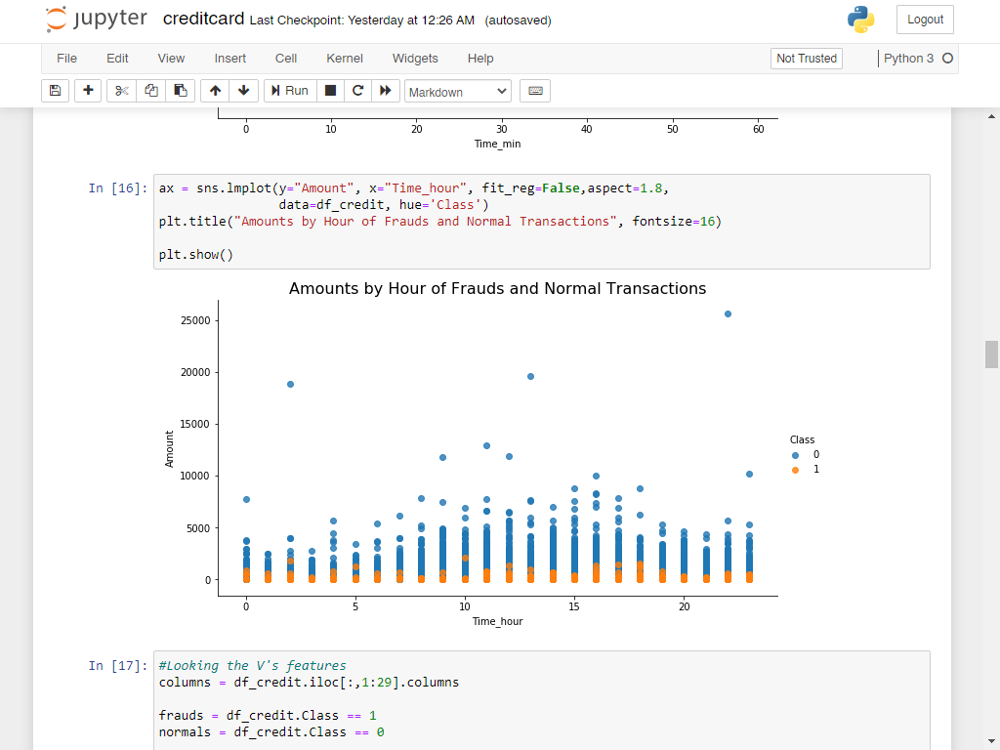 jupyter creditcard Last Checkpoint: Yesterday at 12:26 AM (autosaved) Logout
File Edit View Insert Cell Kernel Widgets Help Not Trusted Python 3
Run Markdown
0 10 20 30 40 50 60
Time_min
In [16]: ax = sns.lmplot(y="Amount", x="Time_hour", fit_reg=False,aspect=1.8,
data=df_credit, hue='Class')
plt.title("Amounts by Hour of Frauds and Normal Transactions", fontsize=16)
plt.show()
Amounts by Hour of Frauds and Normal Transactions
25000
20000
15000
10000
5000
0
Amount
Class
0
1
0 5 10 15 20
Time_hour
In [17]: #Looking the V's features
columns = df_credit.iloc[:,1:29].columns
frauds = df_credit.Class == 1
normals = df_credit.Class == 0